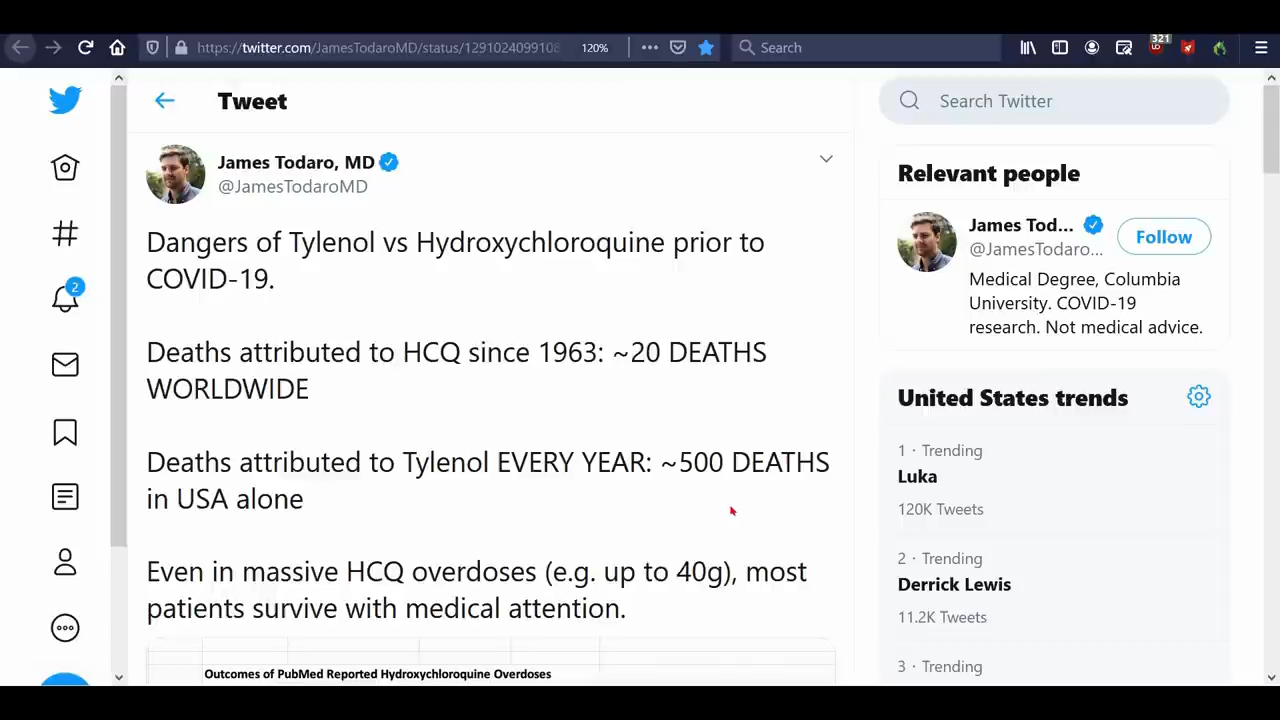 https://twitter.com/JamesTodaroMD/status/1291024099108
120%
Search
321
Tweet
Search Twitter
James Todaro, MD
@JamesTodaroMD
Dangers of Tylenol vs Hydroxychloroquine prior to
COVID-19.
Deaths attributed to HCQ since 1963: ~20 DEATHS
WORLDWIDE
Deaths attributed to Tylenol EVERY YEAR: ~500 DEATHS
in USA alone
Even in massive HCQ overdoses (e.g. up to 40g), most
patients survive with medical attention.
Outcomes of PubMed Reported Hydroxychloroquine Overdoses
2
Relevant people
James Tod...
@JamesTodaro...
Follow
Medical Degree, Columbia
University. COVID-19
research. Not medical advice.
United States trends
1 · Trending
Luka
120K Tweets
2 · Trending
Derrick Lewis
11.2K Tweets
3 · Trending